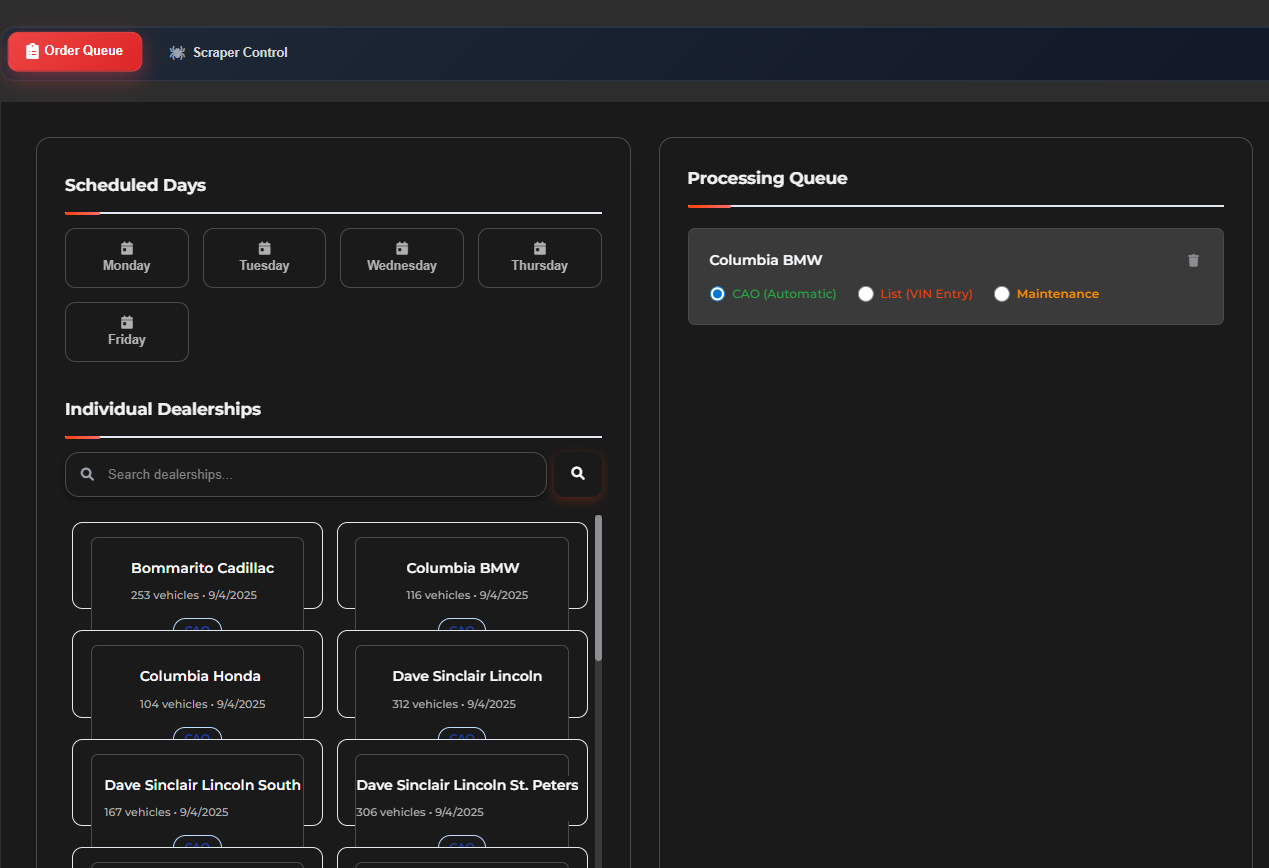 Order Queue
Scraper Control
Scheduled Days
Monday
Tuesday
Wednesday
Thursday
Friday
Individual Dealerships
Search dealerships...
Bommarito Cadillac
253 vehicles • 9/4/2025
CAO
Columbia BMW
116 vehicles • 9/4/2025
CAO
Columbia Honda
104 vehicles • 9/4/2025
CAO
Dave Sinclair Lincoln
312 vehicles • 9/4/2025
CAO
Dave Sinclair Lincoln South
167 vehicles • 9/4/2025
CAO
Dave Sinclair Lincoln St. Peters
306 vehicles • 9/4/2025
CAO
Processing Queue
Columbia BMW
CAO (Automatic)
List (VIN Entry)
Maintenance